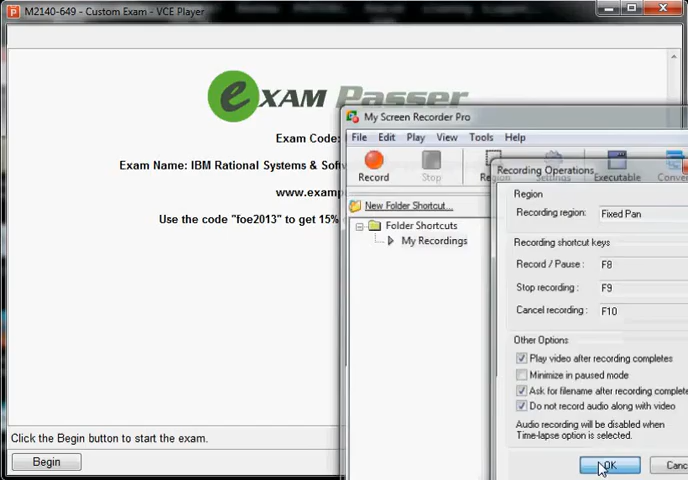 M2140-649 - Custom Exam - VCE Player
eXAM Passer
Exam Code:
Exam Name: IBM Rational Systems &
www.examp
Use the code "foe2013" to get 15%
Click the Begin button to start the exam.
Begin
My Screen Recorder Pro
File Edit Play View Tools Help
Record Stop Region Settings Executable
New Folder Shortcut...
Folder Shortcuts
My Recordings
Recording Operations
Region
Recording region: Fixed Pan
Recording shortcut keys
Record / Pause: F8
Stop recording : F9
Cancel recording : F10
Other Options
Play video after recording completes
Minimize in paused mode
Ask for filename after recording complete
Do not record audio along with video
Audio recording will be disabled when
Time-lapse option is selected.
OK
Canc